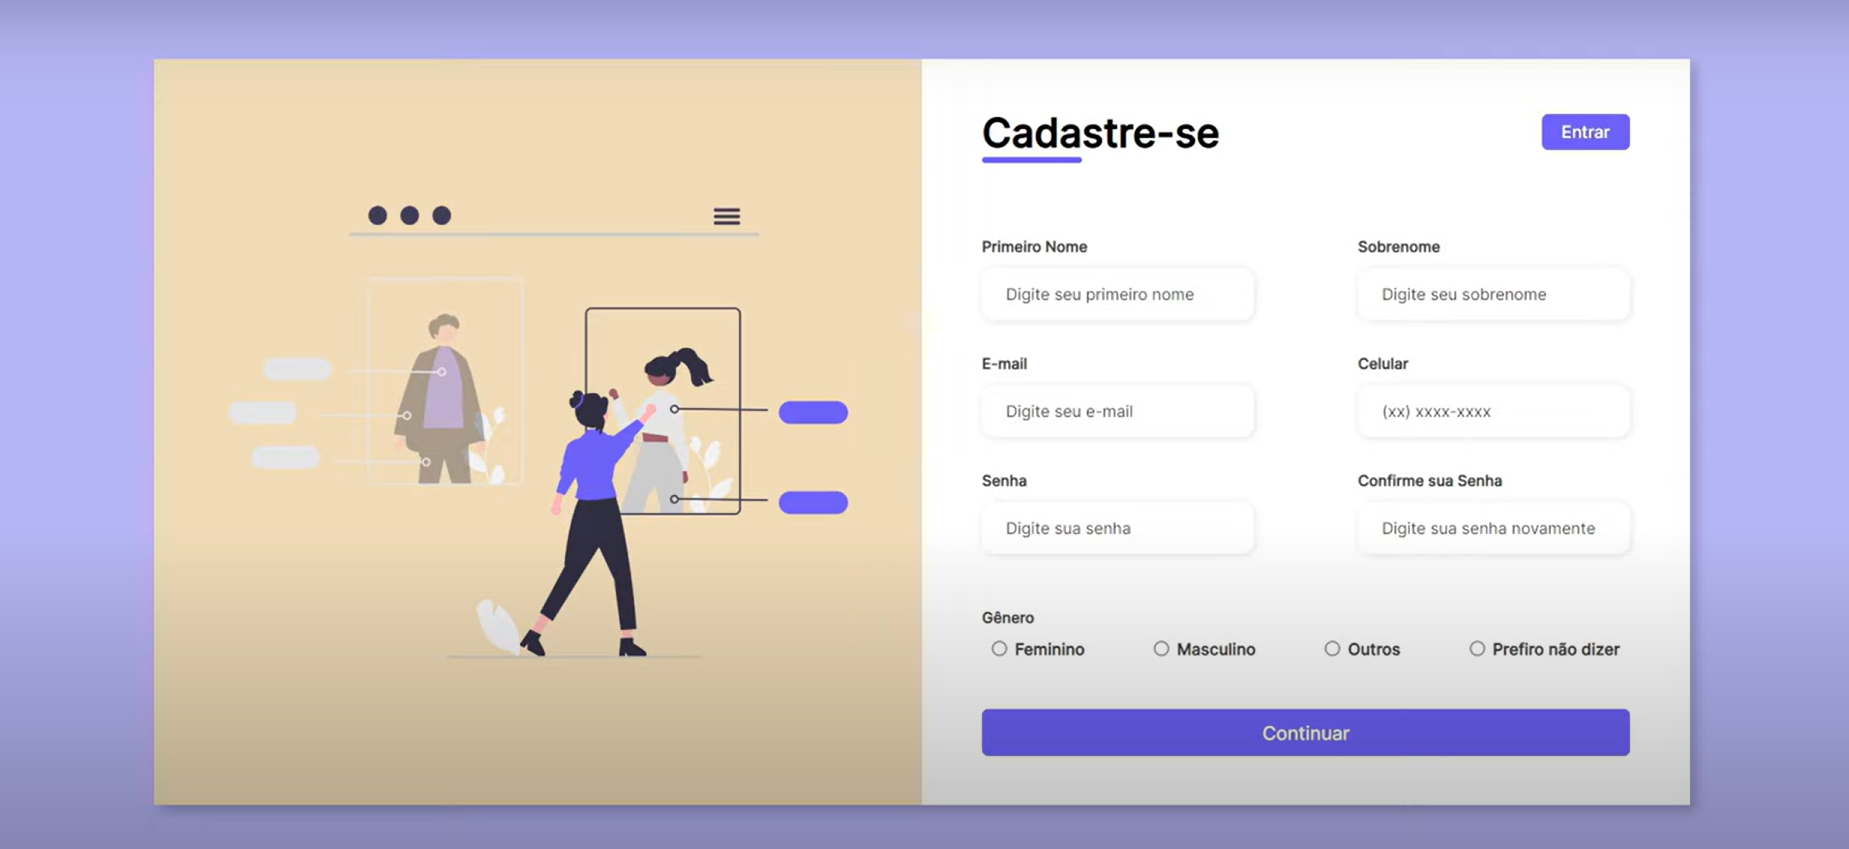 Cadastre-se
Entrar
Primeiro Nome
Sobrenome
Digite seu primeiro nome
Digite seu sobrenome
E-mail
Celular
Digite seu e-mail
(xx) xxxx-xxxx
Senha
Confirme sua Senha
Digite sua senha
Digite sua senha novamente
Gênero
Feminino
Masculino
Outros
Prefiro não dizer
Continuar